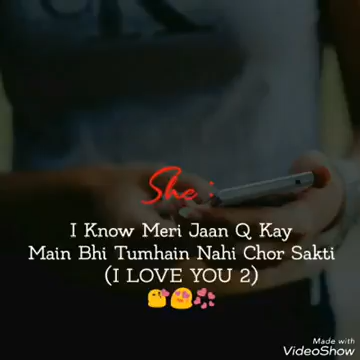 She :
I Know Meri Jaan Q Kay
Main Bhi Tumhain Nahi Chor Sakti
(I LOVE YOU 2)
😘😍💞
Made with
VideoShow